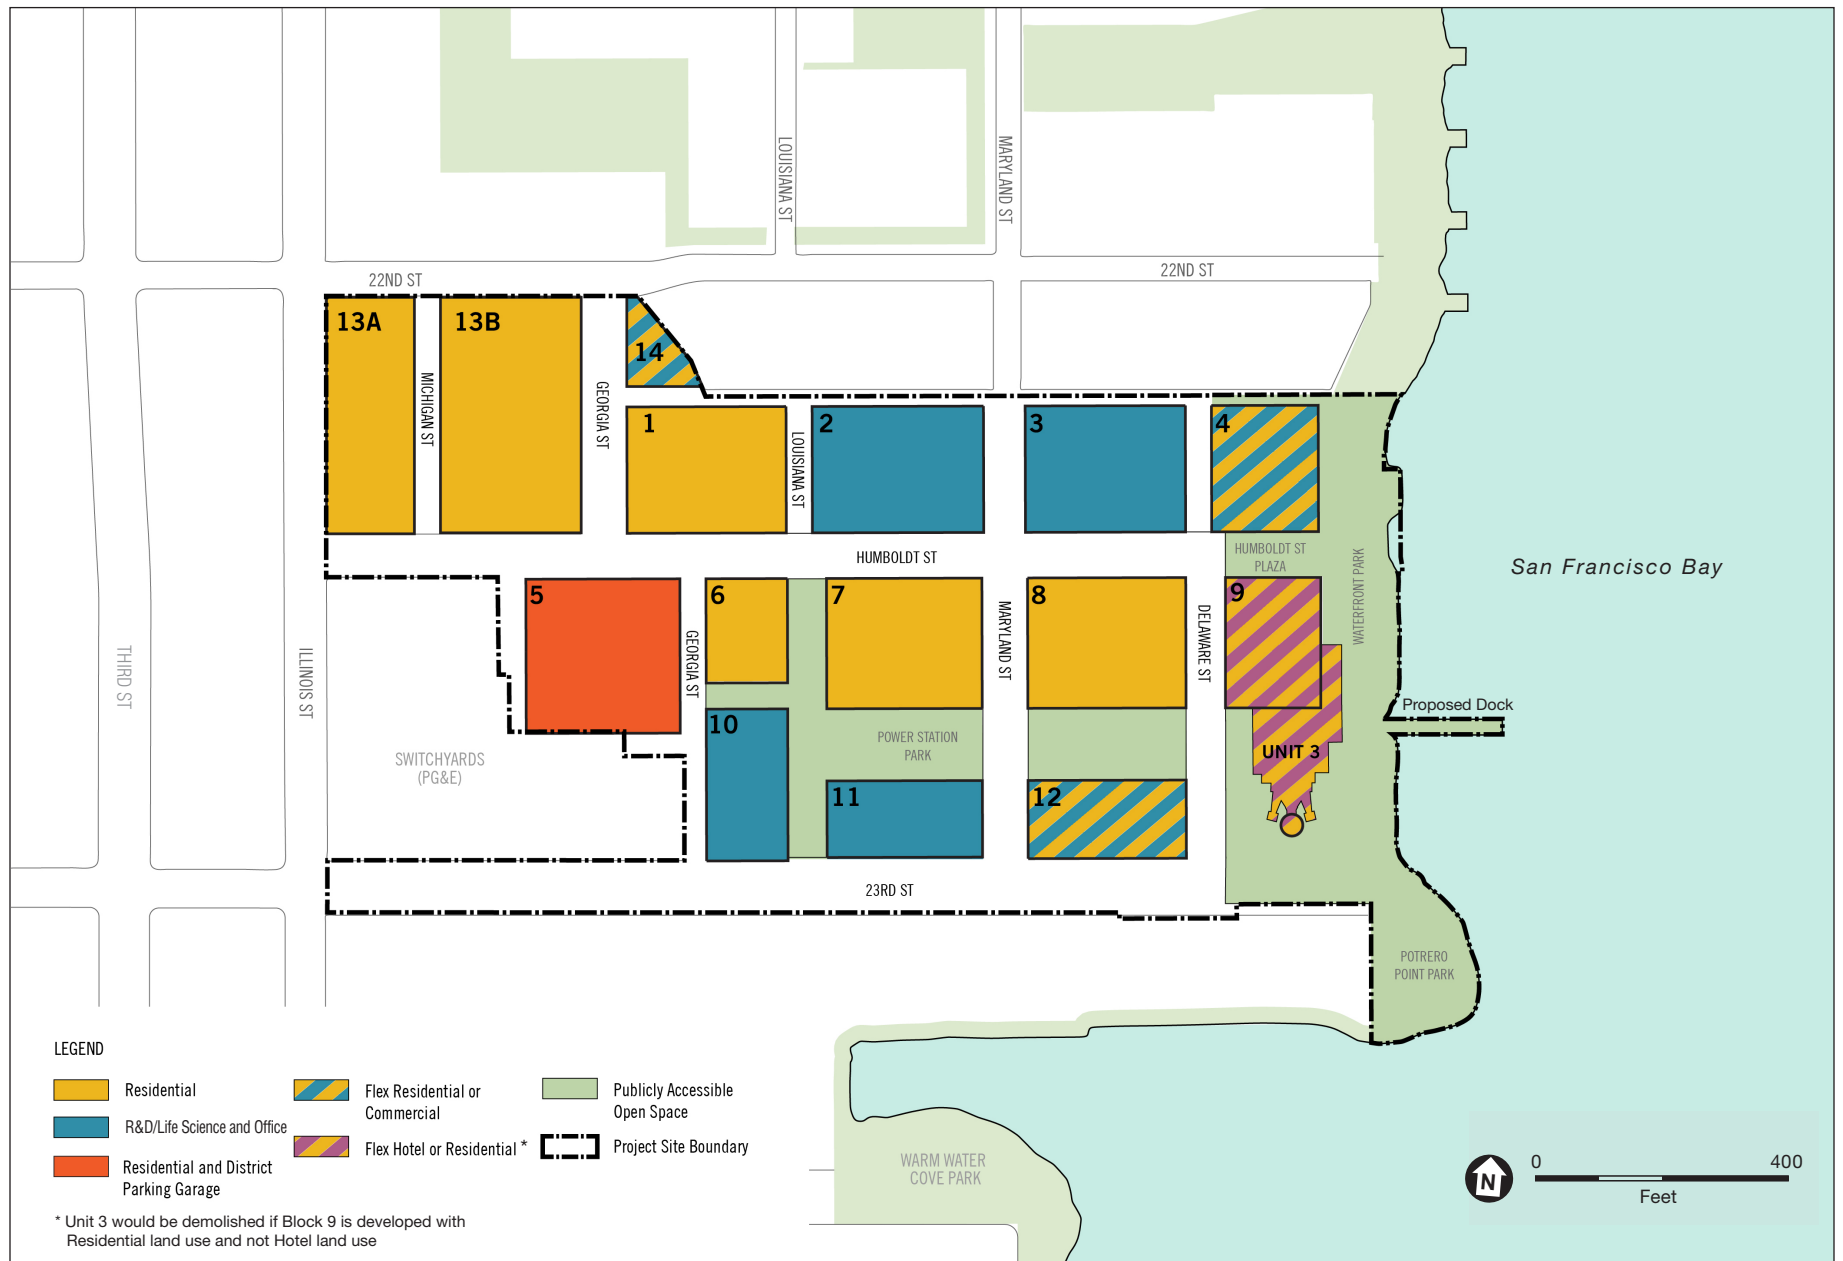 LOUISIANA ST
MARYLAND ST
22ND ST
22ND ST
13A
13B
14
MICHIGAN ST
GEORGIA ST
1
LOUISIANA ST
2
3
4
HUMBOLDT ST
HUMBOLDT ST
PLAZA
WATERFRONT PARK
San Francisco Bay
5
6
7
8
9
THIRD ST
ILLINOIS ST
GEORGIA ST
MARYLAND ST
DELAWARE ST
Proposed Dock
10
POWER STATION
PARK
UNIT 3
SWITCHYARDS
(PG&E)
11
12
23RD ST
POTRERO
POINT PARK
LEGEND
Residential
R&D/Life Science and Office
Residential and District
Parking Garage
Flex Residential or
Commercial
Flex Hotel or Residential *
Publicly Accessible
Open Space
Project Site Boundary
* Unit 3 would be demolished if Block 9 is developed with
Residential land use and not Hotel land use
WARM WATER
COVE PARK
N
0
400
Feet